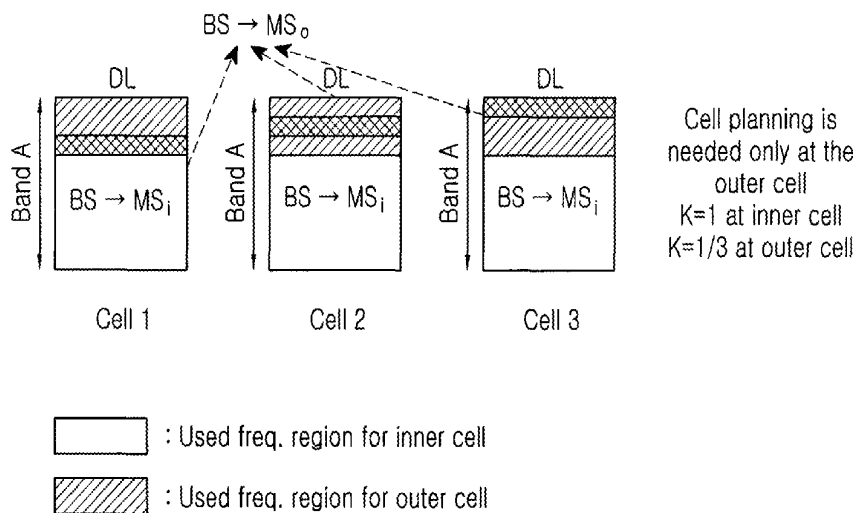 BS → MSo
DL
DL
DL
Band A
BS → MSi
Band A
BS → MSi
Band A
BS → MSi
Cell planning is
needed only at the
outer cell
K=1 at inner cell
K=1/3 at outer cell
Cell 1
Cell 2
Cell 3
: Used freq. region for inner cell
: Used freq. region for outer cell